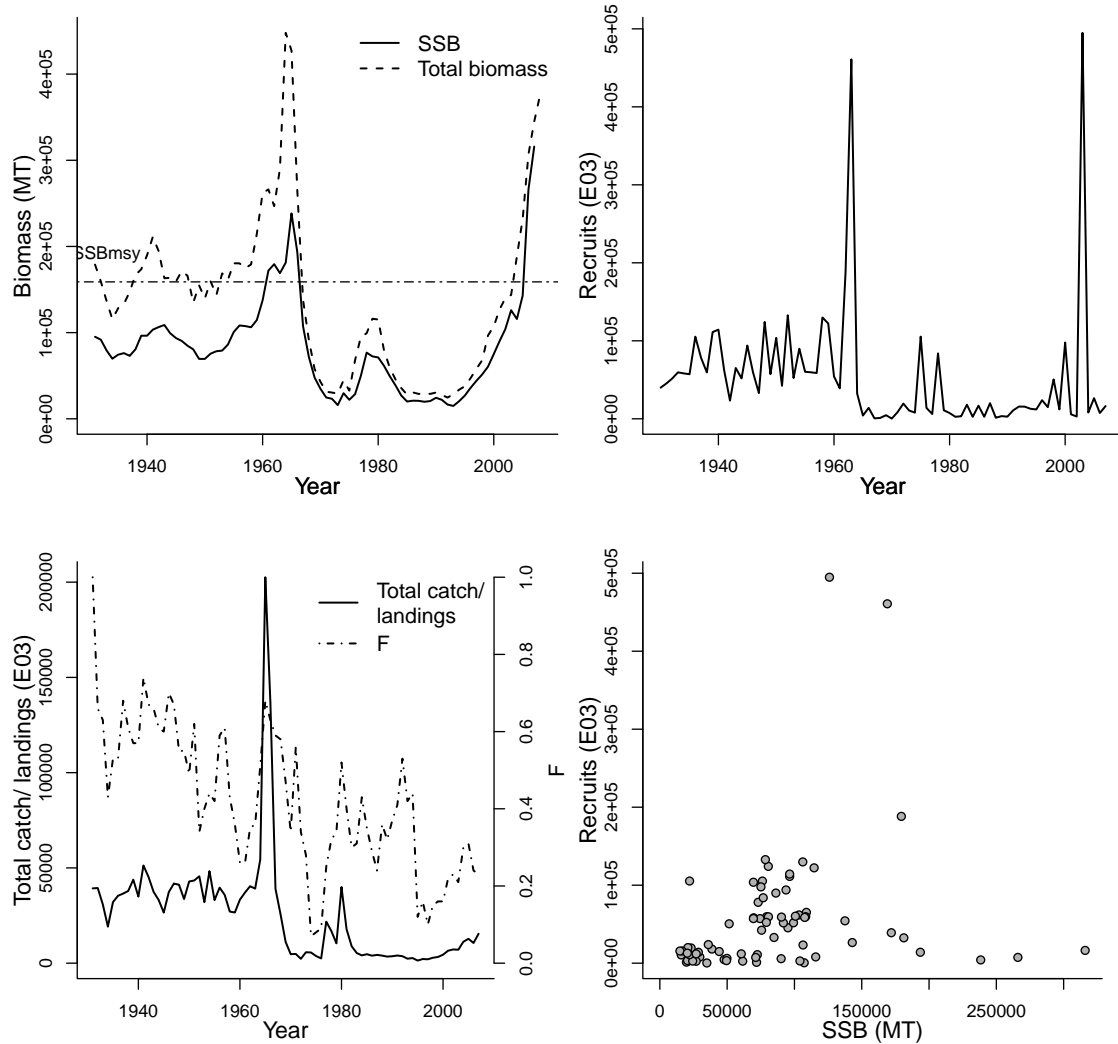 SSB
Total biomass
Biomass (MT)
0e+00
1e+05
2e+05
3e+05
4e+05
SSBmsy
1940
1960
1980
2000
Year
Recruits (E03)
0e+00
1e+05
2e+05
3e+05
4e+05
5e+05
1940
1960
1980
2000
Year
Total catch/
landings
F
Total catch/ landings (E03)
0
50000
100000
150000
200000
0.0
0.2
0.4
0.6
0.8
1.0
F
1940
1960
1980
2000
Year
Recruits (E03)
0e+00
1e+05
2e+05
3e+05
4e+05
5e+05
0
50000
150000
250000
SSB (MT)